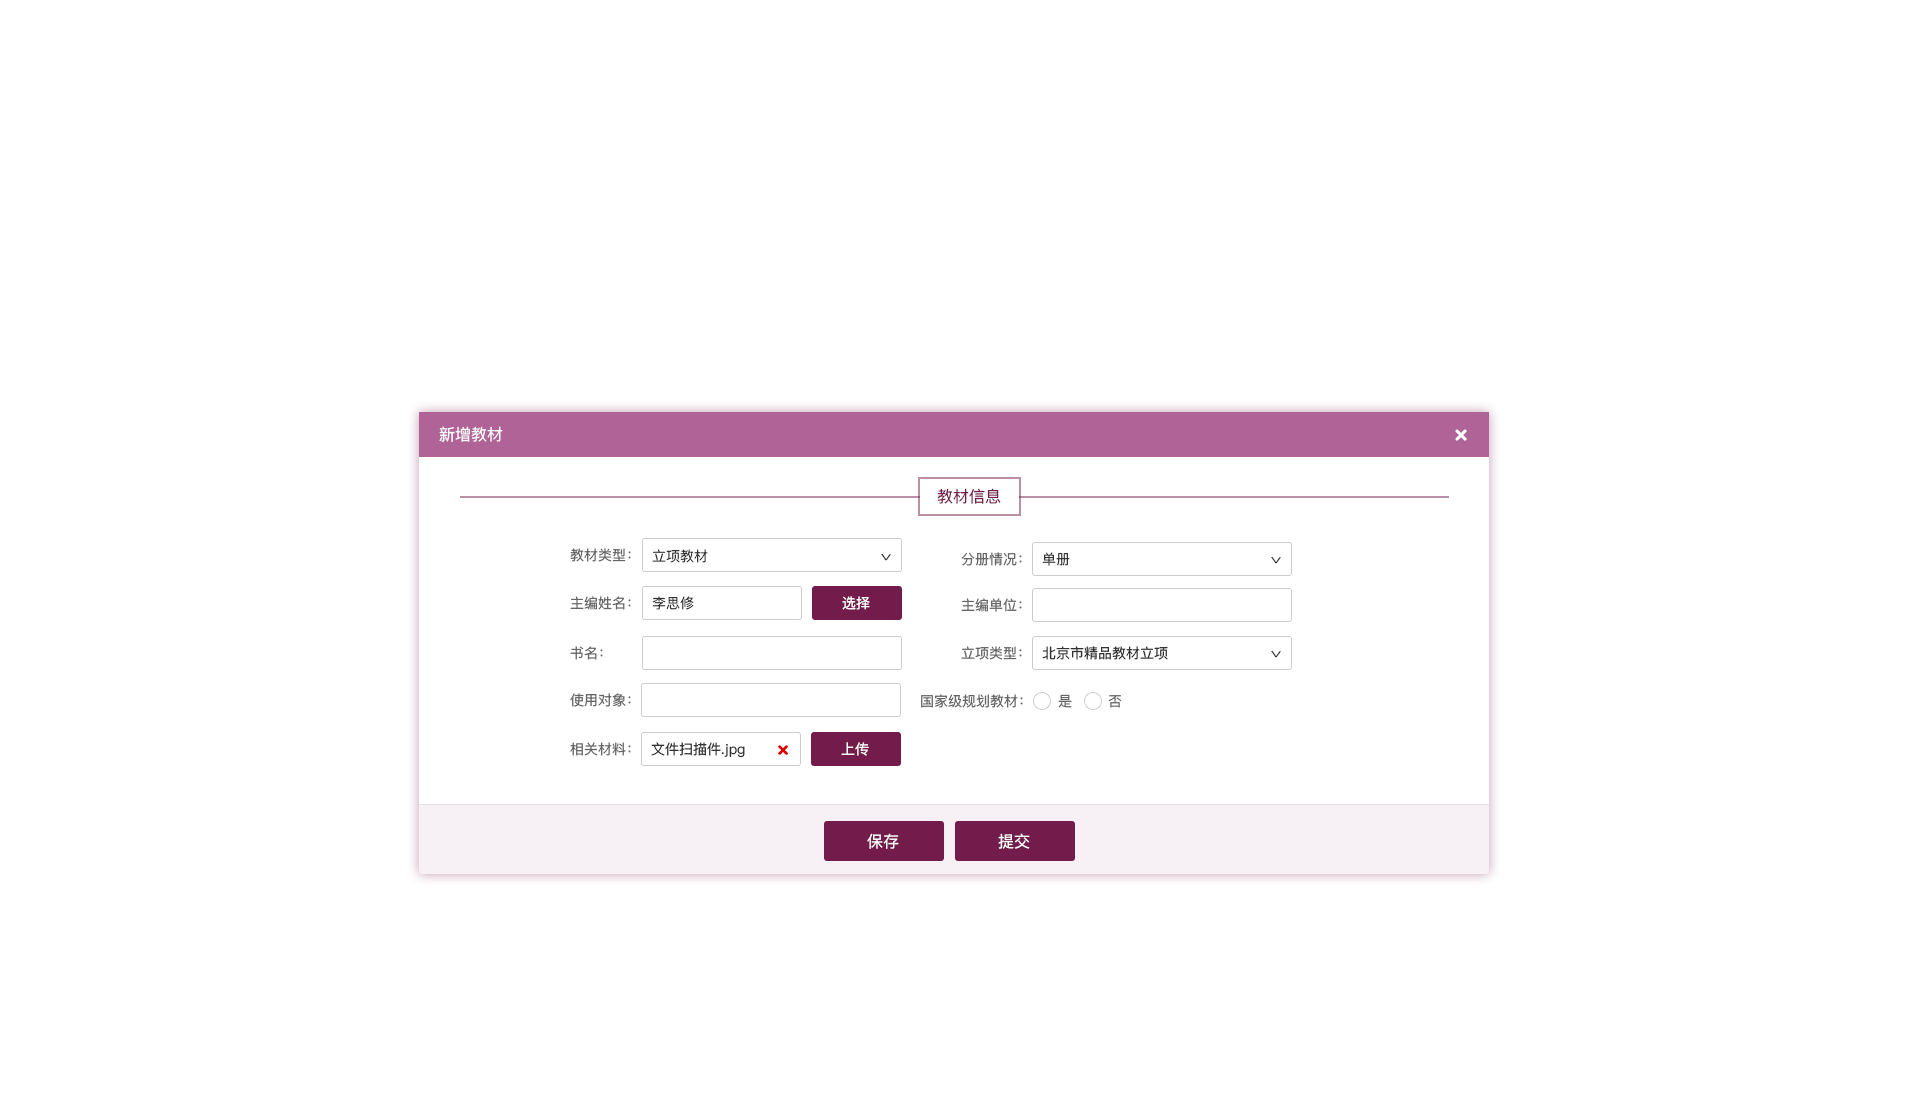 新增教材
教材信息
教材类型： 立项教材 分册情况： 单册
主编姓名： 李思修 选择 主编单位：
书名： 立项类型： 北京市精品教材立项
使用对象： 国家级规划教材： 是 否
相关材料： 文件扫描件.jpg 上传
保存 提交